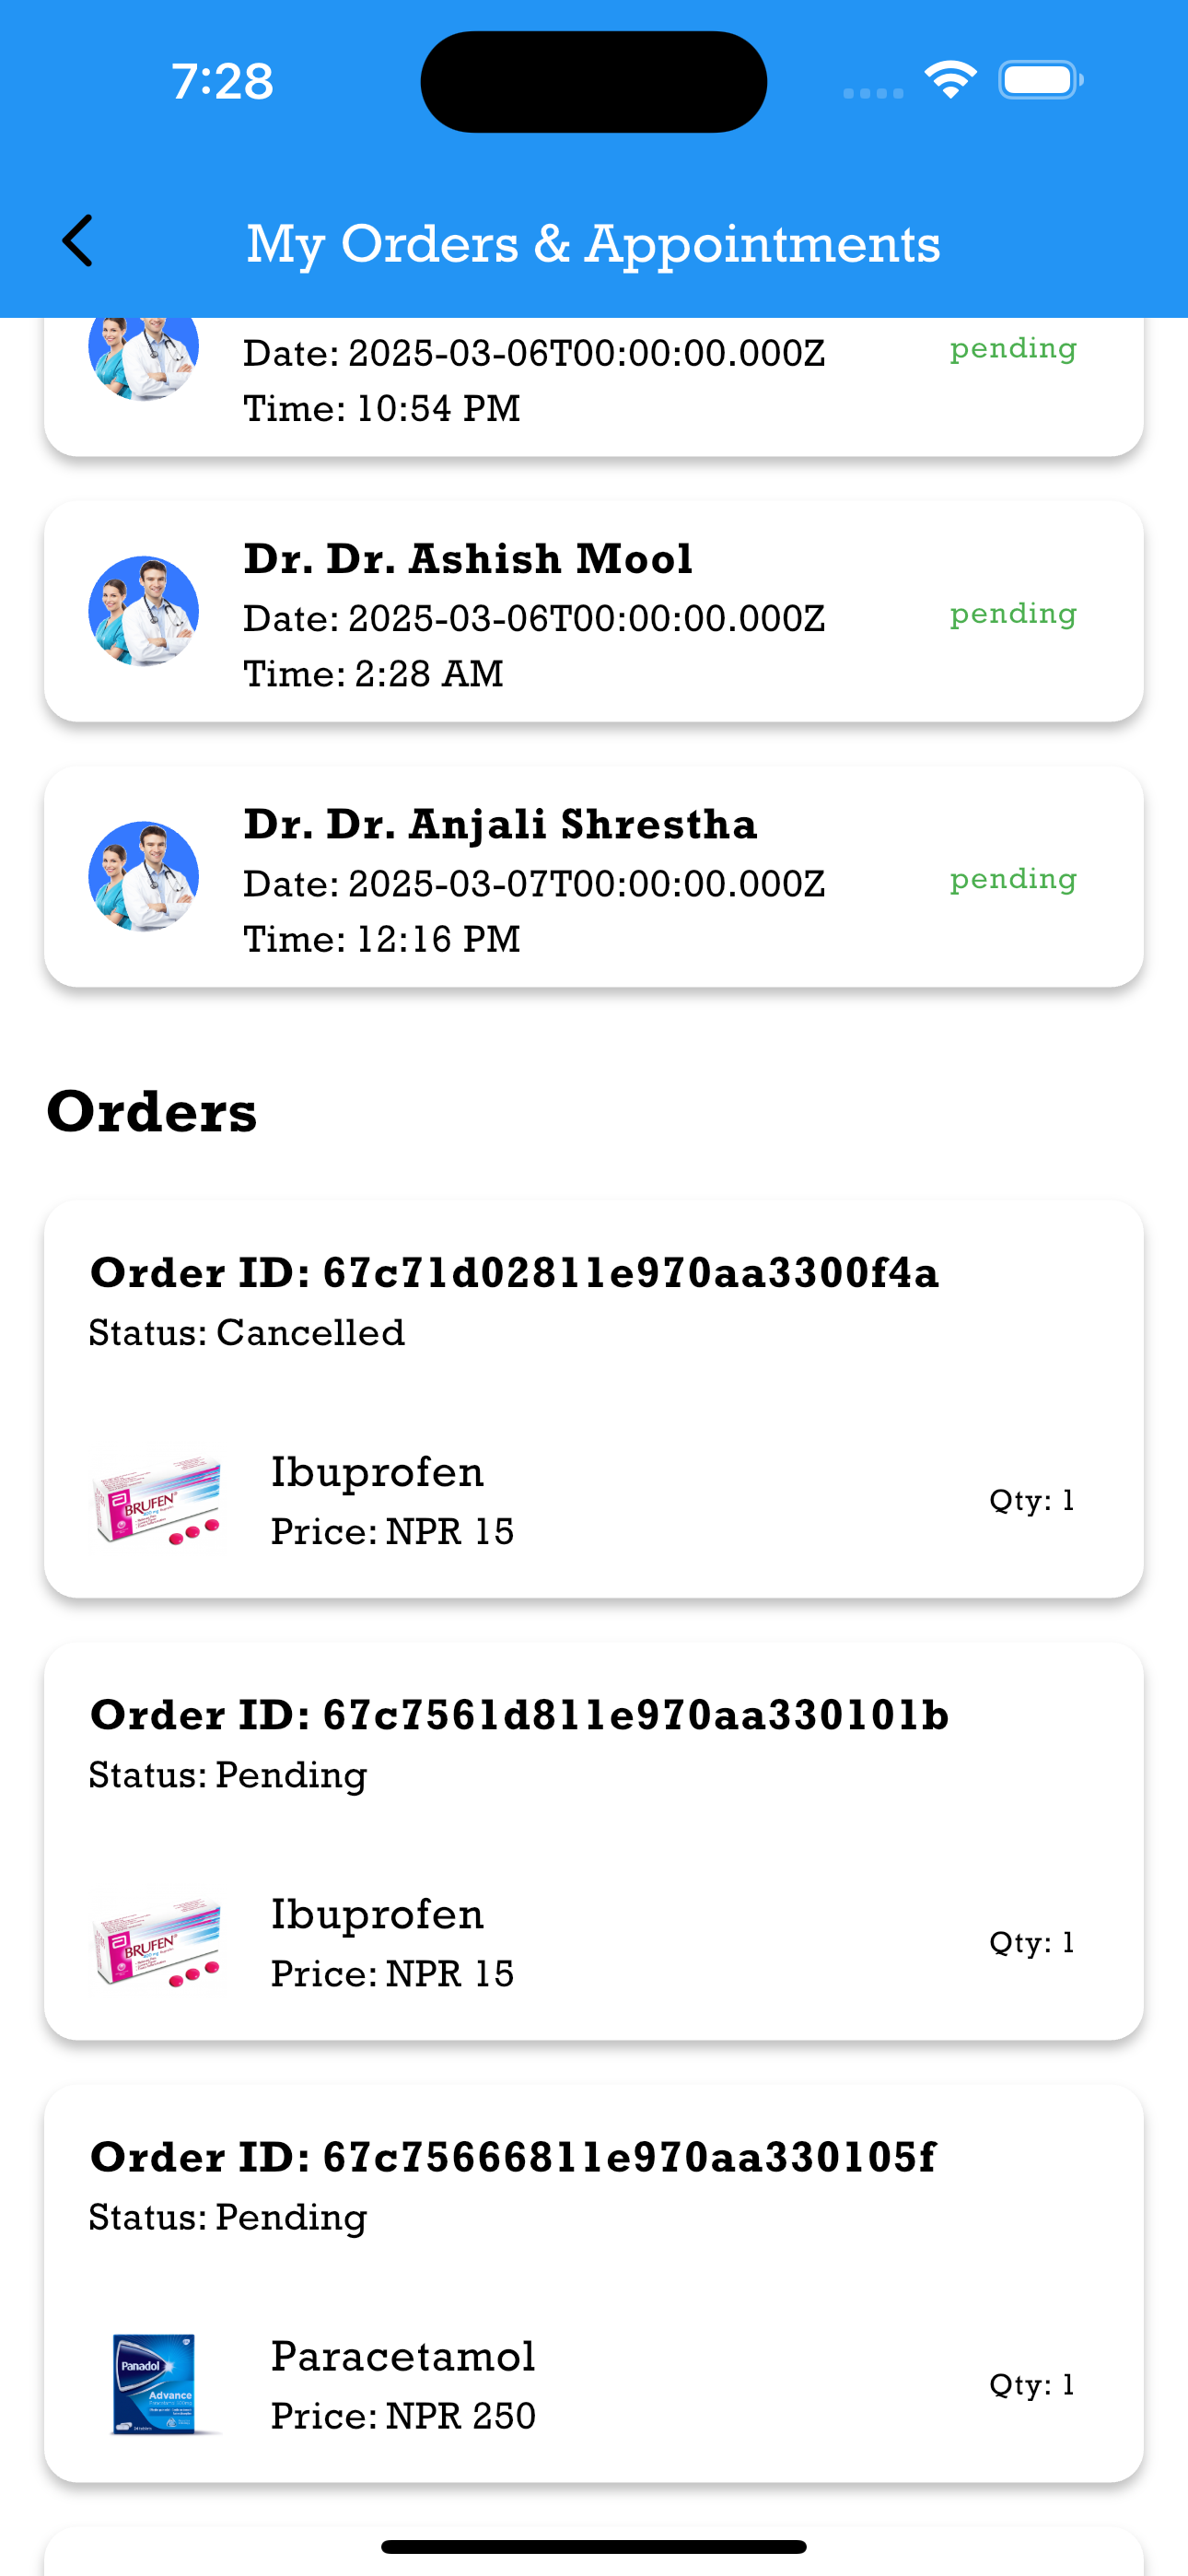 7:28
My Orders & Appointments
Date: 2025-03-06T00:00:00.000Z
pending
Time: 10:54 PM
Dr. Dr. Ashish Mool
Date: 2025-03-06T00:00:00.000Z
pending
Time: 2:28 AM
Dr. Dr. Anjali Shrestha
Date: 2025-03-07T00:00:00.000Z
pending
Time: 12:16 PM
Orders
Order ID: 67c71d02811e970aa3300f4a
Status: Cancelled
BRUFEN
Ibuprofen
Price: NPR 15
Qty: 1
Order ID: 67c7561d811e970aa330101b
Status: Pending
BRUFEN
Ibuprofen
Price: NPR 15
Qty: 1
Order ID: 67c75666811e970aa330105f
Status: Pending
Panadol
Advance
Paracetamol
Price: NPR 250
Qty: 1